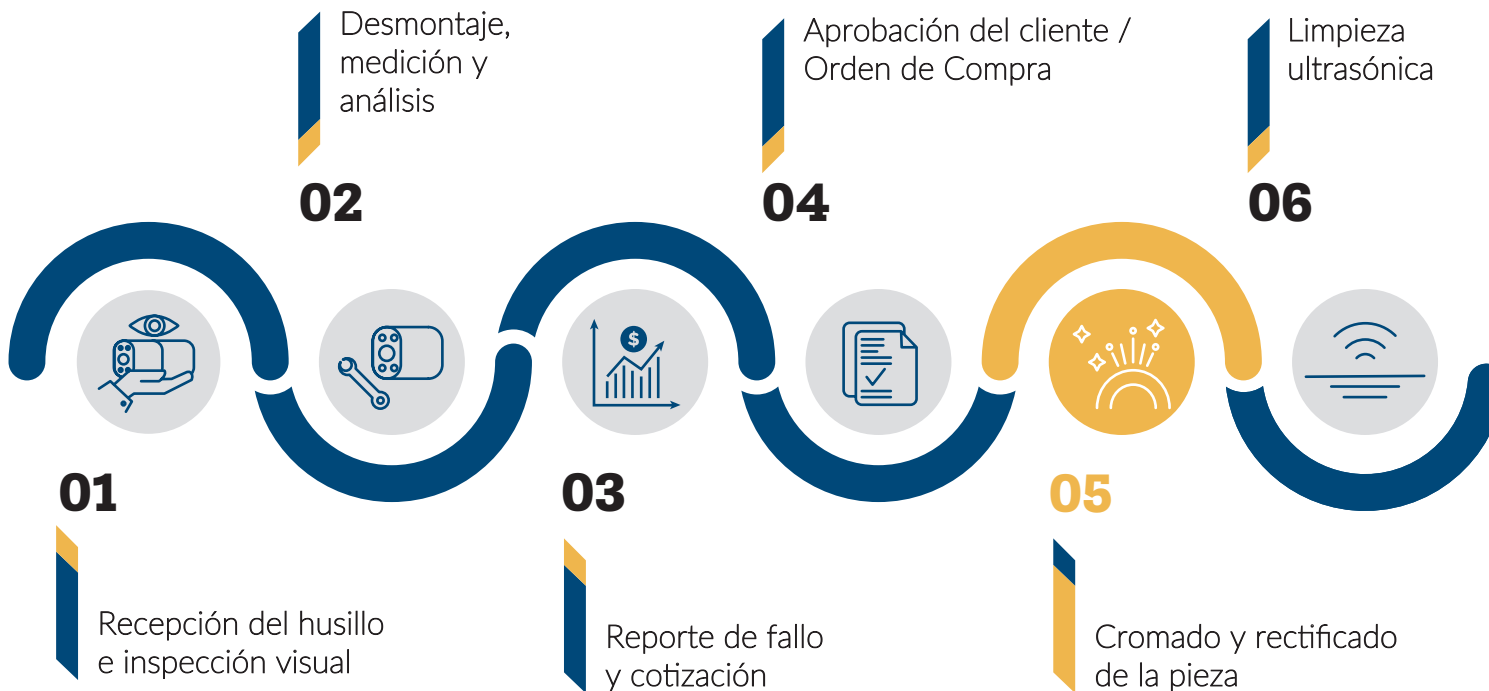 01
Recepción del husillo
e inspección visual
02
Desmontaje,
medición y
análisis
03
$
Reporte de fallo
y cotización
04
Aprobación del cliente /
Orden de Compra
05
Cromado y rectificado
de la pieza
06
Limpieza
ultrasónica